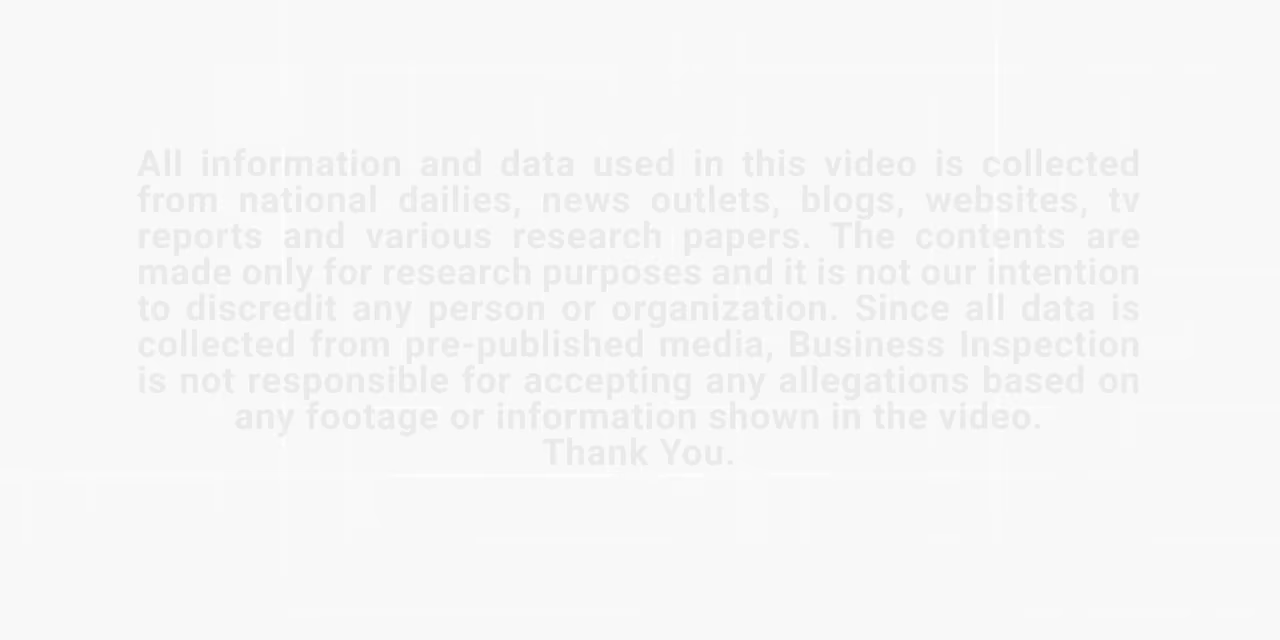 All information and data used in this video is collected
from national dailies, news outlets, blogs, websites, tv
reports and various research papers. The contents are
made only for research purposes and it is not our intention
to discredit any person or organization. Since all data is
collected from pre-published media, Business Inspection
is not responsible for accepting any allegations based on
any footage or information shown in the video.
Thank You.